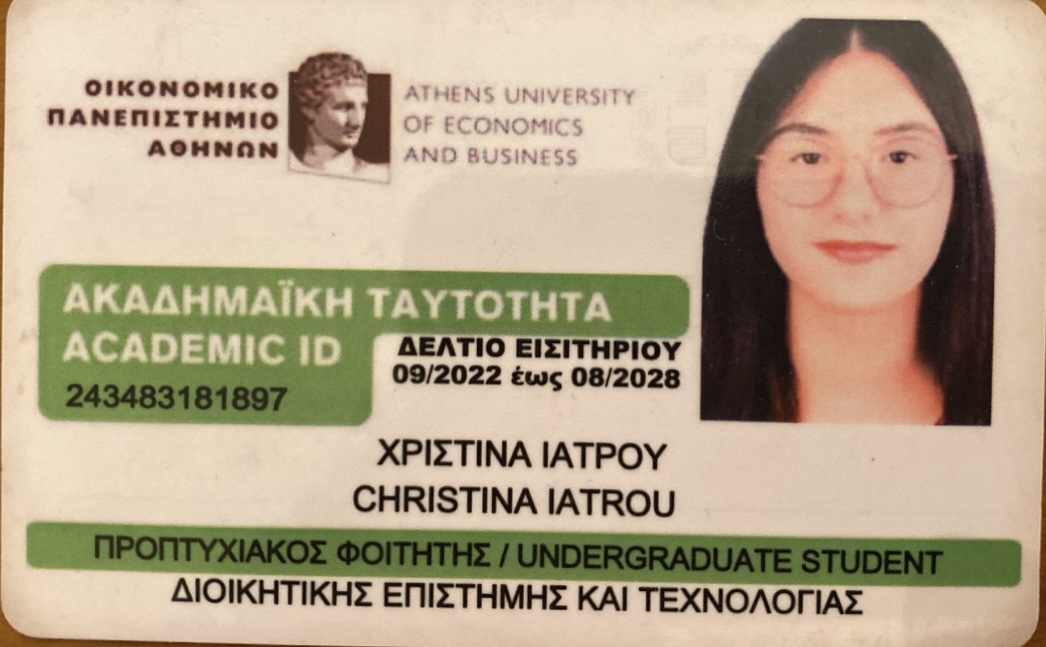 ΟΙΚΟΝΟΜΙΚΟ
ΠΑΝΕΠΙΣΤΗΜΙΟ
ΑΘΗΝΩΝ
ATHENS UNIVERSITY
OF ECONOMICS
AND BUSINESS
ΑΚΑΔΗΜΑΪΚΗ ΤΑΥΤΟΤΗΤΑ
ACADEMIC ID
243483181897
ΔΕΛΤΙΟ ΕΙΣΙΤΗΡΙΟΥ
09/2022 έως 08/2028
ΧΡΙΣΤΙΝΑ ΙΑΤΡΟΥ
CHRISTINA IATROU
ΠΡΟΠΤΥΧΙΑΚΟΣ ΦΟΙΤΗΤΗΣ / UNDERGRADUATE STUDENT
ΔΙΟΙΚΗΤΙΚΗΣ ΕΠΙΣΤΗΜΗΣ ΚΑΙ ΤΕΧΝΟΛΟΓΙΑΣ